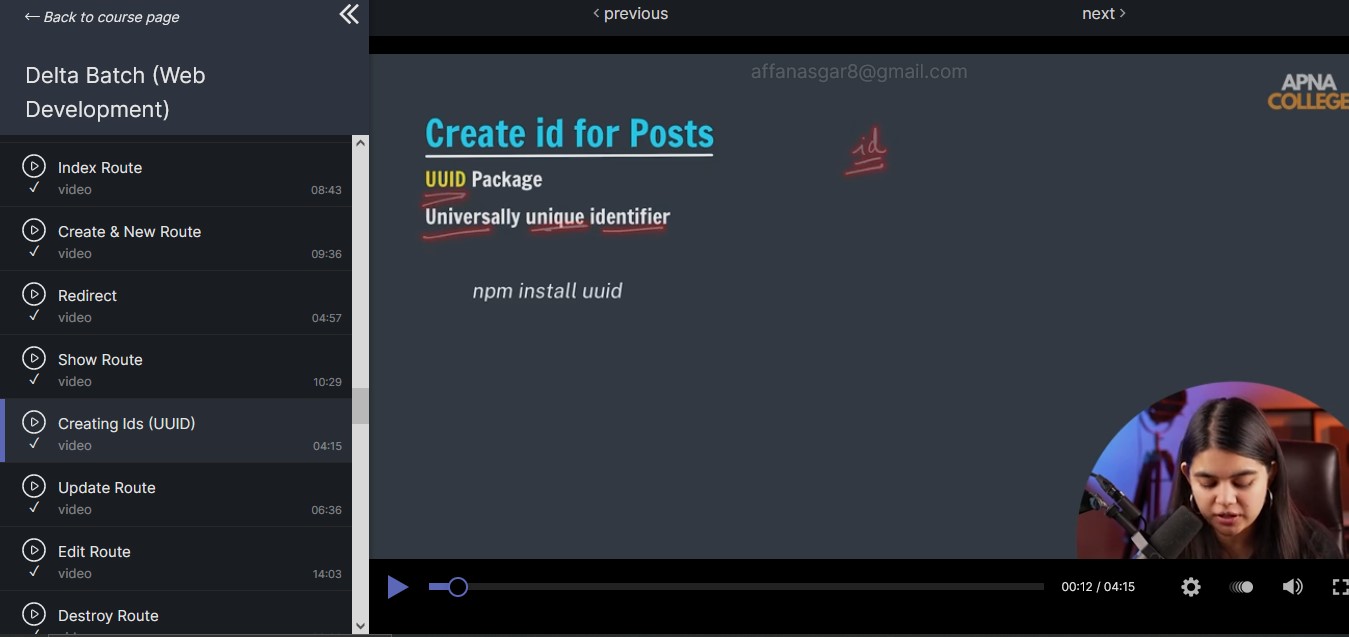 ← Back to course page
Delta Batch (Web
Development)
Index Route
video 08:43
Create & New Route
video 09:36
Redirect
video 04:57
Show Route
video 10:29
Creating Ids (UUID)
video 04:15
Update Route
video 06:36
Edit Route
video 14:03
Destroy Route
< previous
next >
affanasgar8@gmail.com
APNA
COLLEGE
Create id for Posts
id
UUID Package
Universally unique identifier
npm install uuid
00:12 / 04:15